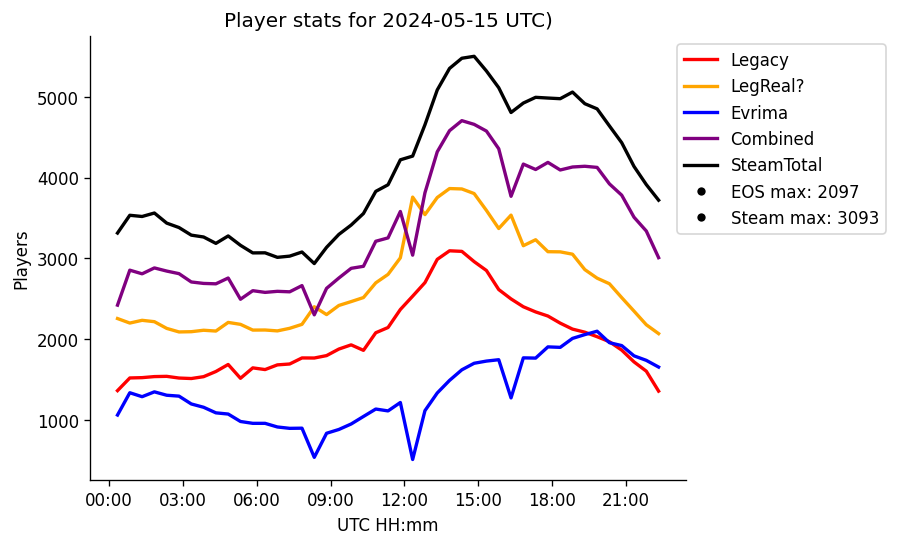 Player stats for 2024-05-15 UTC)
Legacy
LegReal?
Evrima
Combined
SteamTotal
EOS max: 2097
Steam max: 3093
Players
5000
4000
3000
2000
1000
00:00 03:00 06:00 09:00 12:00 15:00 18:00 21:00
UTC HH:mm